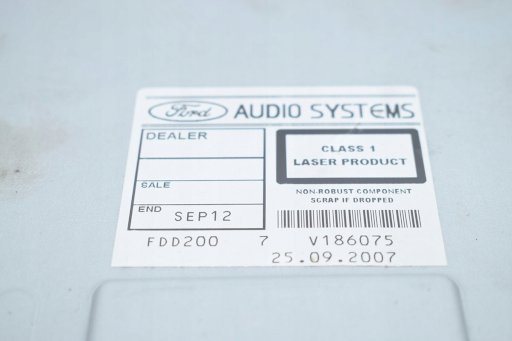 Ford AUDIO SYSTEMS
DEALER
SALE
END SEP12
CLASS 1
LASER PRODUCT
NON-ROBUST COMPONENT
SCRAP IF DROPPED
FDD200 7 V186075
25.09.2007